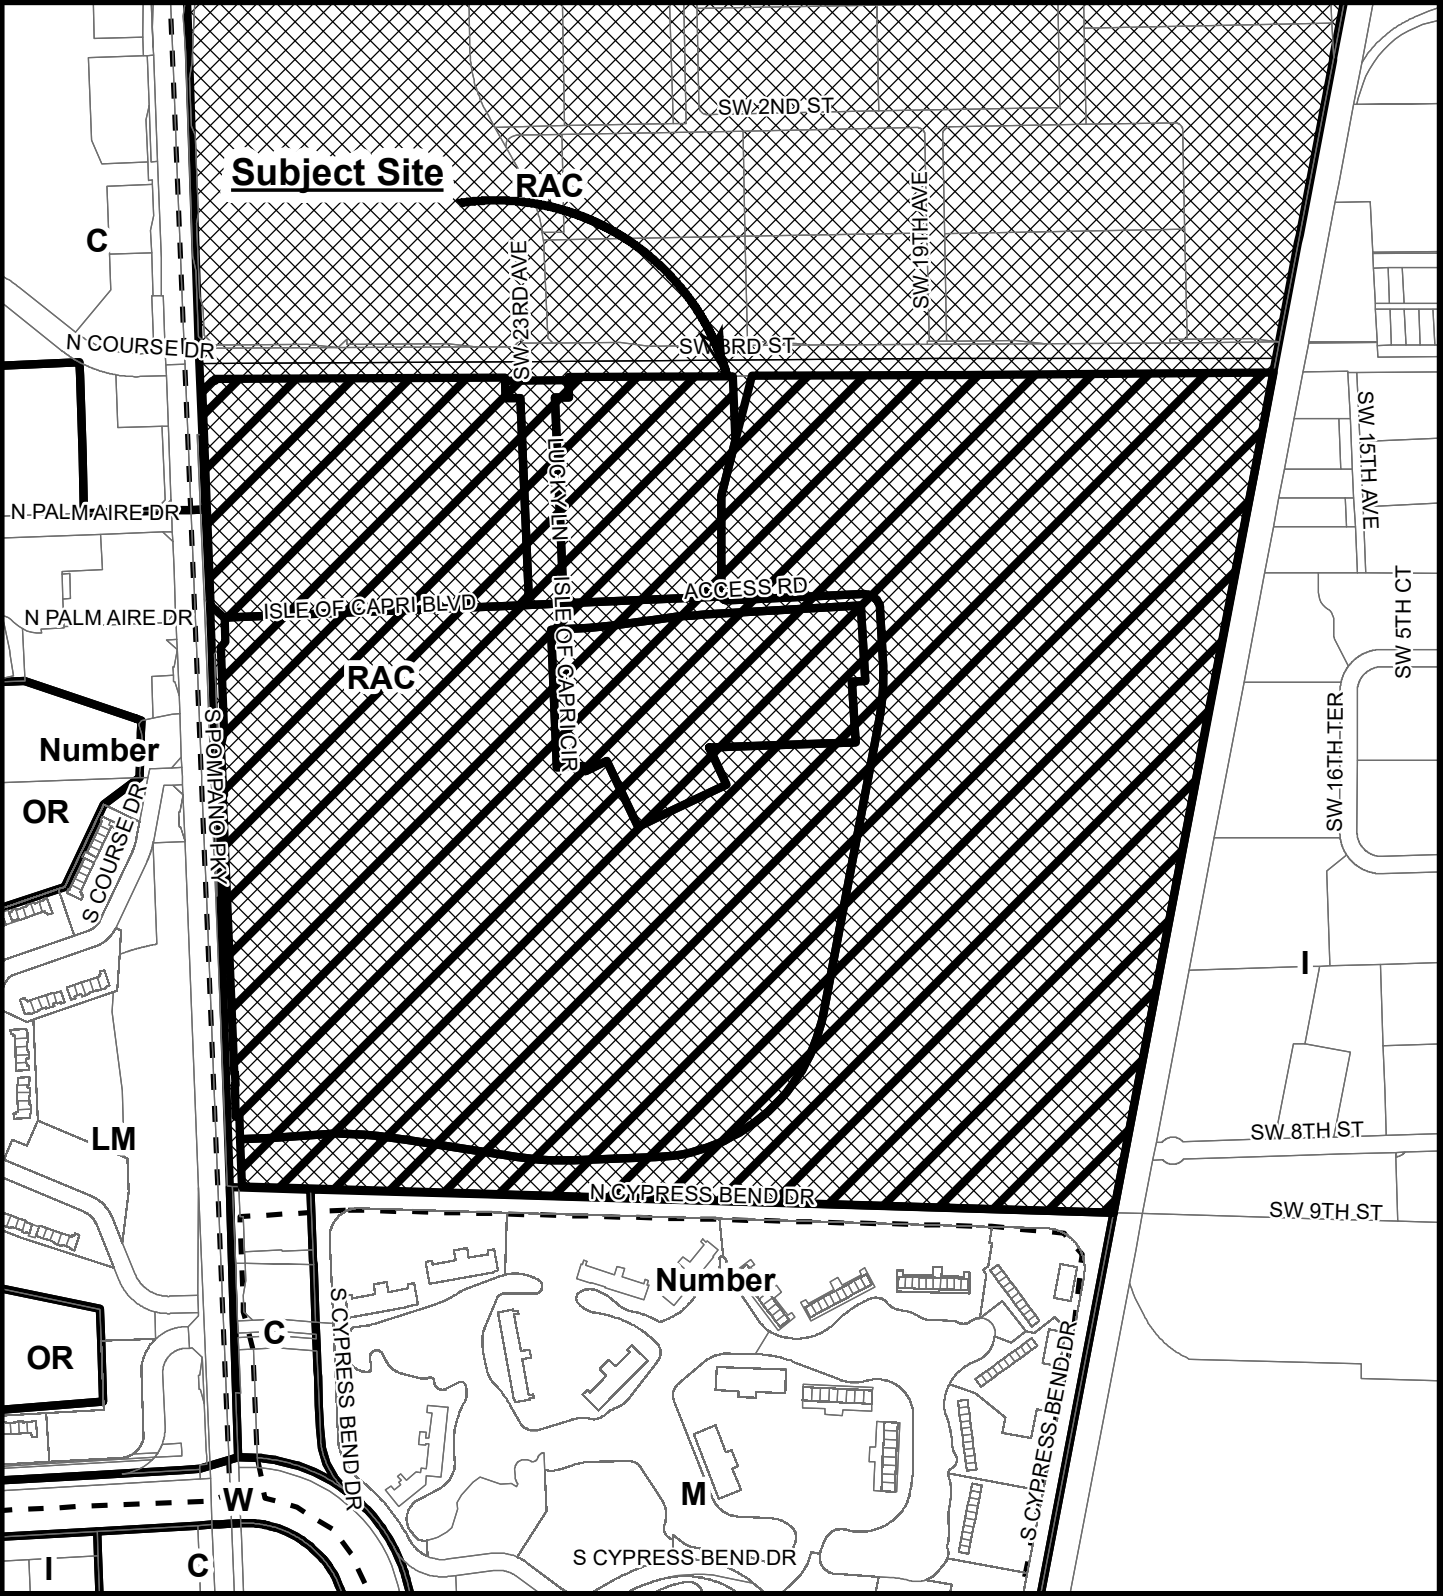 SW 2ND ST
Subject Site
RAC
SW 19TH AVE
C
SW 23RD AVE
N COURSE DR
SW 3RD ST
SW 15TH AVE
LUCKY LN
N PALM AIRE DR
ACCESS RD
ISLE OF CAPRI BLVD
N PALM AIRE DR
SW 5TH CT
ISLE OF CAPRI CIR
RAC
SW 16TH TER
Number
S POMPANO PKY
OR
S COURSE DR
I
LM
SW 8TH ST
N CYPRESS BEND DR
SW 9TH ST
Number
C
S CYPRESS BEND DR
S CYPRESS BEND DR
OR
M
W
S CYPRESS BEND DR
I
C